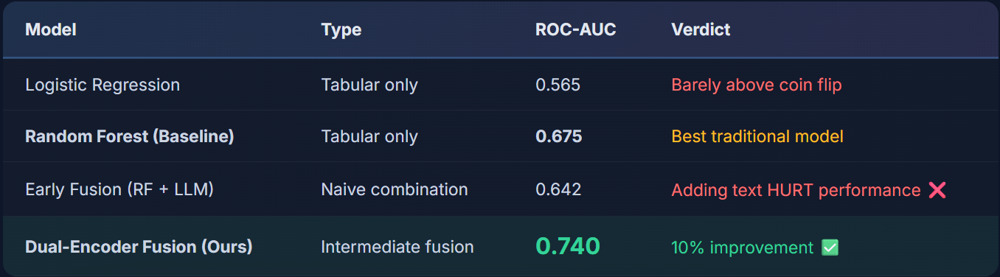 Model Type ROC-AUC Verdict
Logistic Regression Tabular only 0.565 Barely above coin flip
Random Forest (Baseline) Tabular only 0.675 Best traditional model
Early Fusion (RF + LLM) Naive combination 0.642 Adding text HURT performance ❌
Dual-Encoder Fusion (Ours) Intermediate fusion 0.740 10% improvement ✅